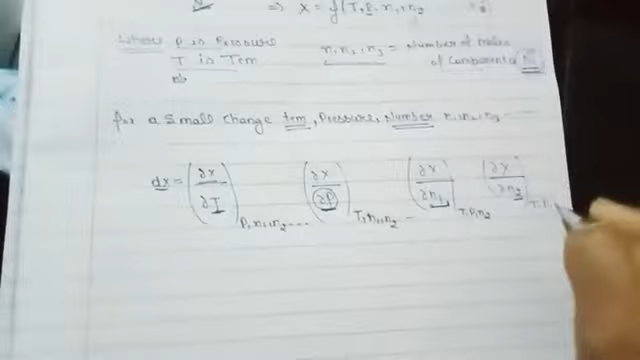 ⇒ X = f(T, P, n1, n2
where P is Pressure
T is Tem
n1, n2, n3 = Number of moles of components
for a small change tem, Pressure, Number n1, n2, n3
dx = (∂x/∂T)P, n1, n2.... (∂x/∂P)T, n1, n2 .. (∂x/∂n1)T, P, n2 (∂x/∂n2)T, P,